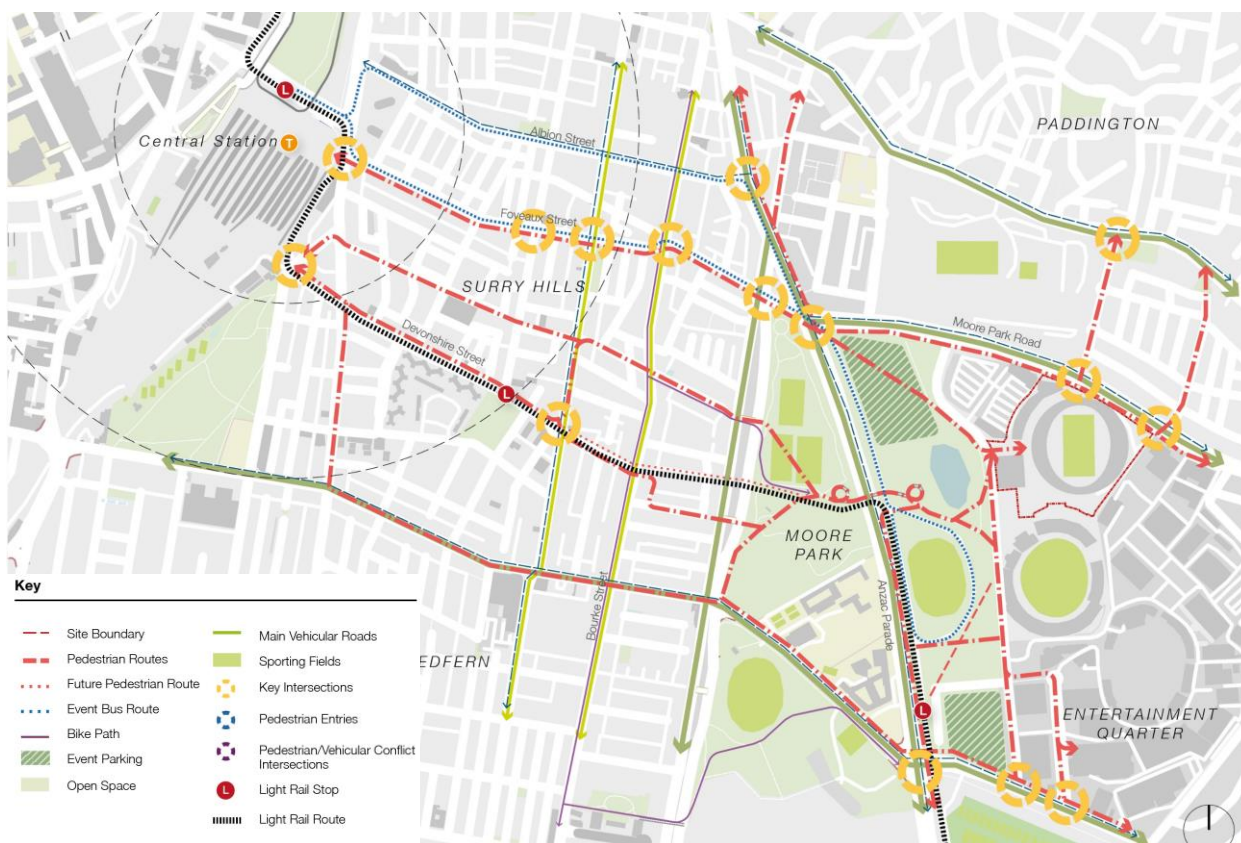 PADDINGTON
Central Station
T
L
Albion Street
Foveaux Street
SURRY HILLS
Moore Park Road
Devonshire Street
L
MOORE
PARK
Anzac Parade
Bourke Street
EDFERN
L
ENTERTAINMENT
QUARTER
Key
Site Boundary
Pedestrian Routes
Future Pedestrian Route
Event Bus Route
Bike Path
Event Parking
Open Space
Main Vehicular Roads
Sporting Fields
Key Intersections
Pedestrian Entries
Pedestrian/Vehicular Conflict
Intersections
L
Light Rail Stop
Light Rail Route